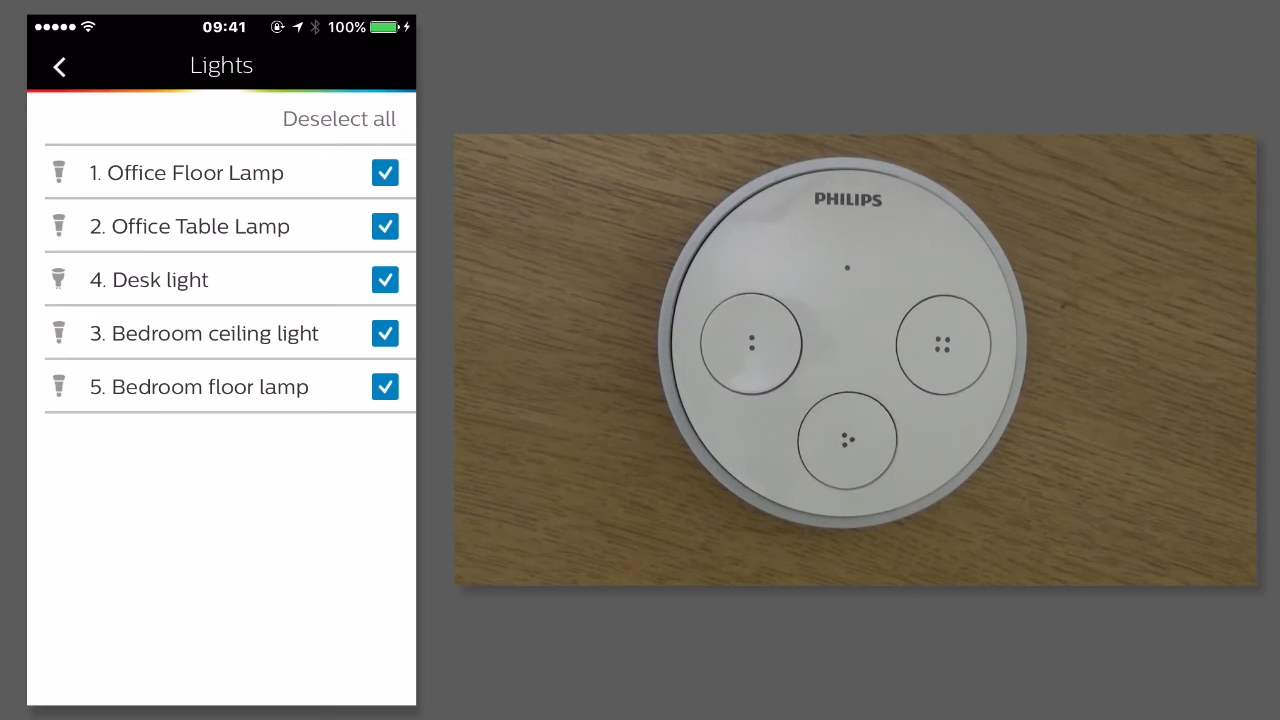 09:41
100%
Lights
Deselect all
1. Office Floor Lamp
2. Office Table Lamp
4. Desk light
3. Bedroom ceiling light
5. Bedroom floor lamp
PHILIPS